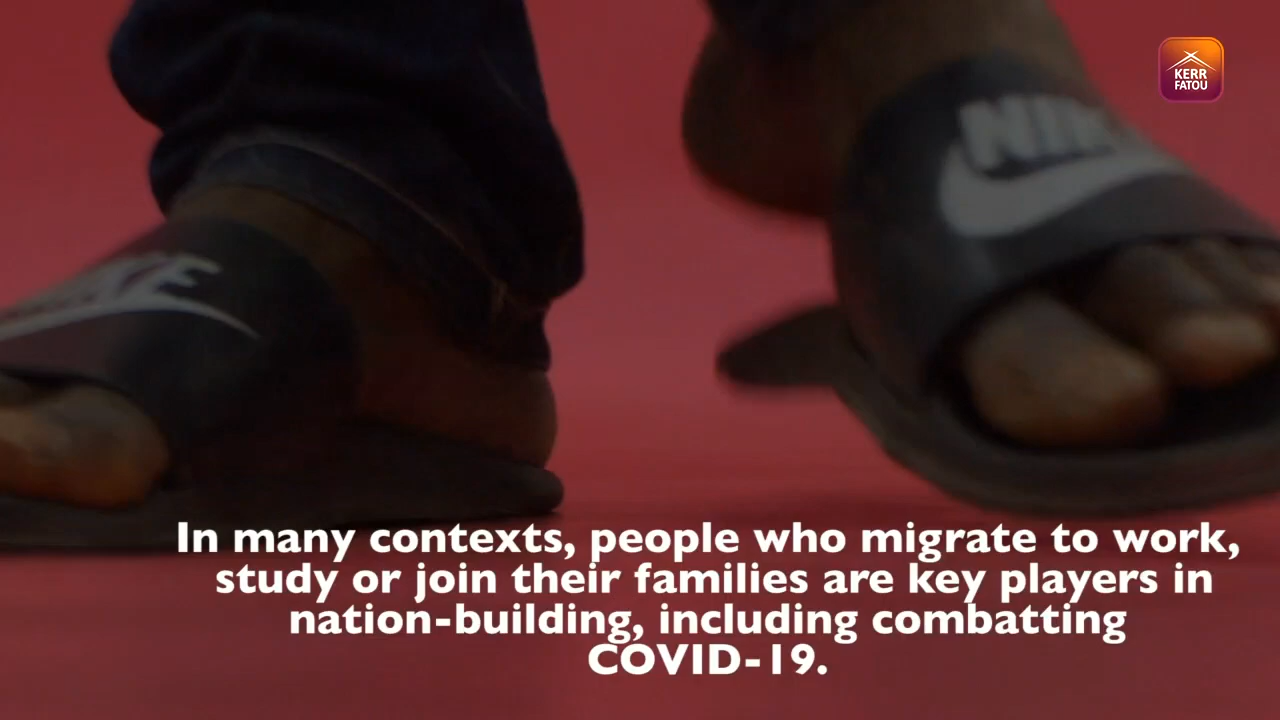 KERR
FATOU
NIKE
In many contexts, people who migrate to work,
study or join their families are key players in
nation-building, including combatting
COVID-19.